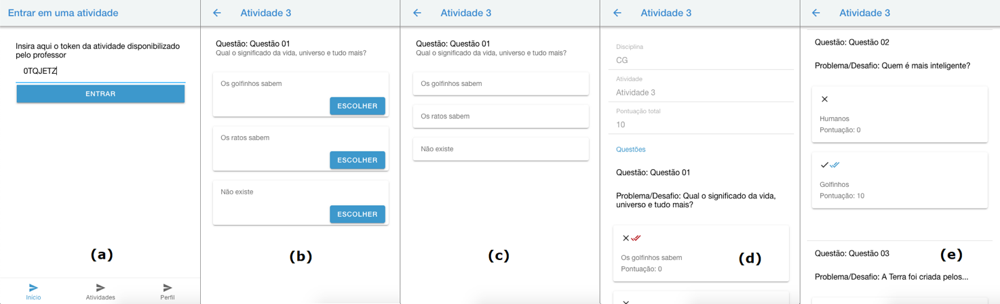 Entrar em uma atividade
Insira aqui o token da atividade disponibilizado
pelo professor
0TQJETZ
ENTRAR
(a)
Início
Atividades
Perfil
Atividade 3
Questão: Questão 01
Qual o significado da vida, universo e tudo mais?
Os golfinhos sabem
ESCOLHER
Os ratos sabem
ESCOLHER
Não existe
ESCOLHER
(b)
Atividade 3
Questão: Questão 01
Qual o significado da vida, universo e tudo mais?
Os golfinhos sabem
Os ratos sabem
Não existe
(c)
Atividade 3
Disciplina
CG
Atividade
Atividade 3
Pontuação total
10
Questões
Questão: Questão 01
Problema/Desafio: Qual o significado da vida,
universo e tudo mais?
Os golfinhos sabem
Pontuação: 0
(d)
Atividade 3
Questão: Questão 02
Problema/Desafio: Quem é mais inteligente?
Humanos
Pontuação: 0
Golfinhos
Pontuação: 10
Questão: Questão 03
(e)
Problema/Desafio: A Terra foi criada pelos...